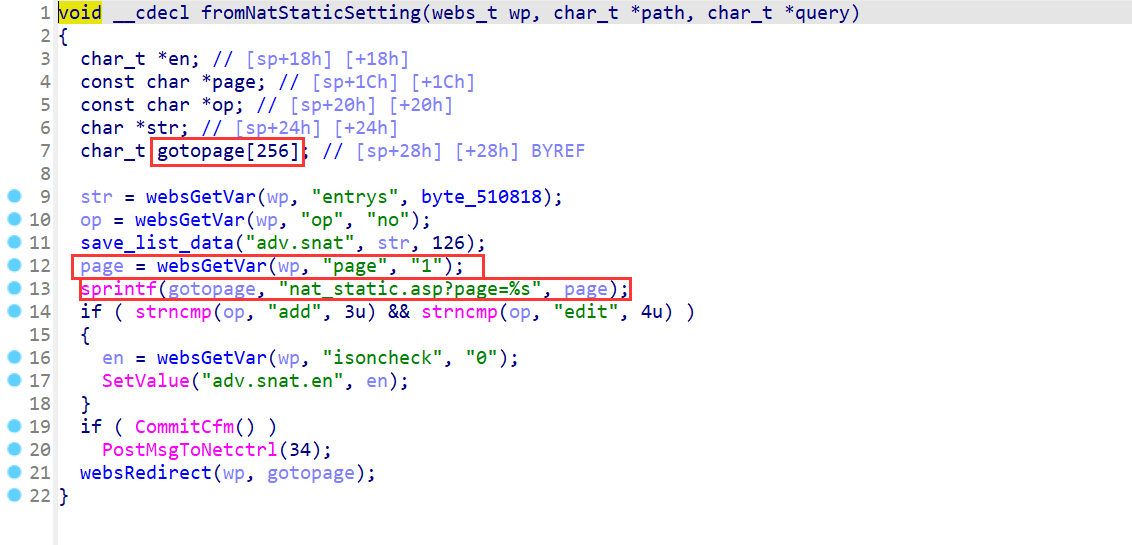 1 void __cdecl fromNatStaticSetting(webs_t wp, char_t *path, char_t *query)
2 {
3 char_t *en; // [sp+18h] [+18h]
4 const char *page; // [sp+1Ch] [+1Ch]
5 const char *op; // [sp+20h] [+20h]
6 char *str; // [sp+24h] [+24h]
7 char_t gotopage[256]; // [sp+28h] [+28h] BYREF
8
9 str = websGetVar(wp, "entrys", byte_510818);
10 op = websGetVar(wp, "op", "no");
11 save_list_data("adv.snat", str, 126);
12 page = websGetVar(wp, "page", "1");
13 sprintf(gotopage, "nat_static.asp?page=%s", page);
14 if ( strncmp(op, "add", 3u) && strncmp(op, "edit", 4u) )
15 {
16 en = websGetVar(wp, "isoncheck", "0");
17 SetValue("adv.snat.en", en);
18 }
19 if ( CommitCfm() )
20 PostMsgToNetctrl(34);
21 websRedirect(wp, gotopage);
22 }